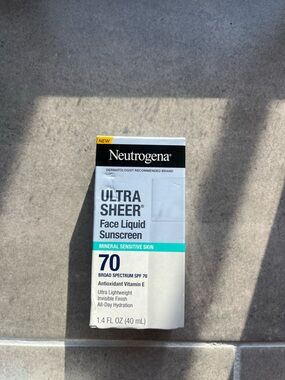 NEW
Neutrogena®
DERMATOLOGIST RECOMMENDED BRAND
ULTRA
SHEER®
Face Liquid
Sunscreen
MINERAL SENSITIVE SKIN
70
BROAD SPECTRUM SPF 70
Antioxidant Vitamin E
Ultra Lightweight
Invisible Finish
All-Day Hydration
1.4 FL OZ (40 mL)